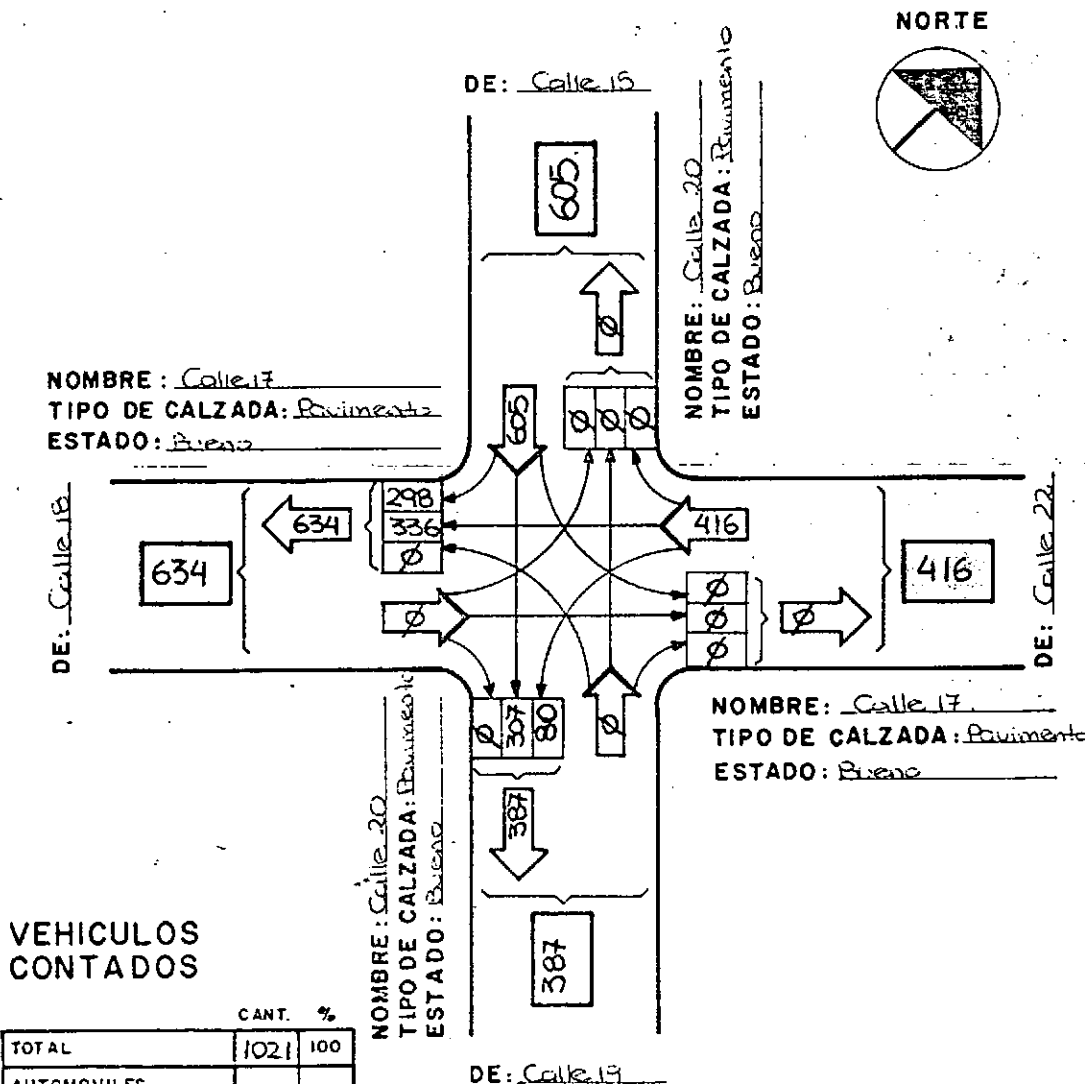 NORTE
DE: Calle 15
605
NOMBRE: Calle 20
TIPO DE CALZADA: Pavimento
ESTADO: Bueno
Ø
NOMBRE: Calle 17
TIPO DE CALZADA: Pavimento
ESTADO: Bueno
605
Ø Ø Ø
DE: Calle 18
634
634
298
336
Ø
416
416
DE: Calle 22
Ø
Ø
Ø
Ø
Ø
Ø
Ø 307 80
NOMBRE: Calle 17
TIPO DE CALZADA: Pavimento
ESTADO: Bueno
387
NOMBRE: Calle 20
TIPO DE CALZADA: Pavimento
ESTADO: Bueno
387
VEHICULOS
CONTADOS
CANT. %
TOTAL 1021 100
AUTOMOVILES
DE: Calle 19